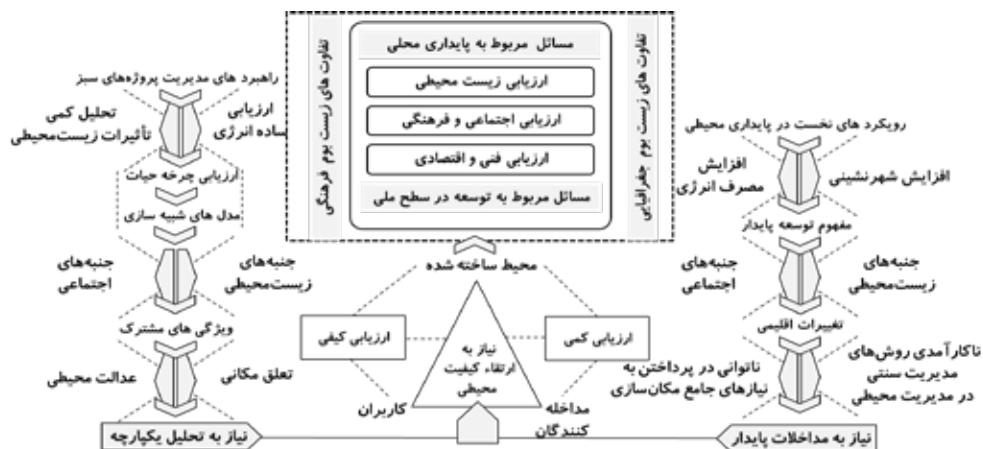 مسائل مربوط به پایداری محلی
ارزیابی زیست محیطی
ارزیابی اجتماعی و فرهنگی
ارزیابی فنی و اقتصادی
مسائل مربوط به توسعه در سطح ملی
تفاوت های زیست بوم جغرافیایی
تفاوت های زیست بوم فرهنگی
محیط ساخته شده
ارزیابی کمی
ارزیابی کیفی
نیاز به
ارتقاء کیفیت
محیطی
مداخله
کنندگان
کاربران
رویکرد های نخست در پایداری محیطی
افزایش شهرنشینی
افزایش
مصرف انرژی
مفهوم توسعه پایدار
جنبه‌های
زیست‌محیطی
جنبه‌های
اجتماعی
تغییرات اقلیمی
ناکارآمدی روش‌های
مدیریت سنتی
در مدیریت محیطی
ناتوانی در پرداختن به
نیازهای جامع مکان‌سازی
نیاز به مداخلات پایدار
راهبرد های مدیریت پروژه‌های سبز
ارزیابی
ساده انرژی
تحلیل کمی
تأثیرات زیست‌محیطی
ارزیابی چرخه حیات
مدل های شبیه سازی
جنبه‌های
زیست‌محیطی
جنبه‌های
اجتماعی
ویژگی های مشترک
تعلق مکانی
عدالت محیطی
نیاز به تحلیل یکپارچه